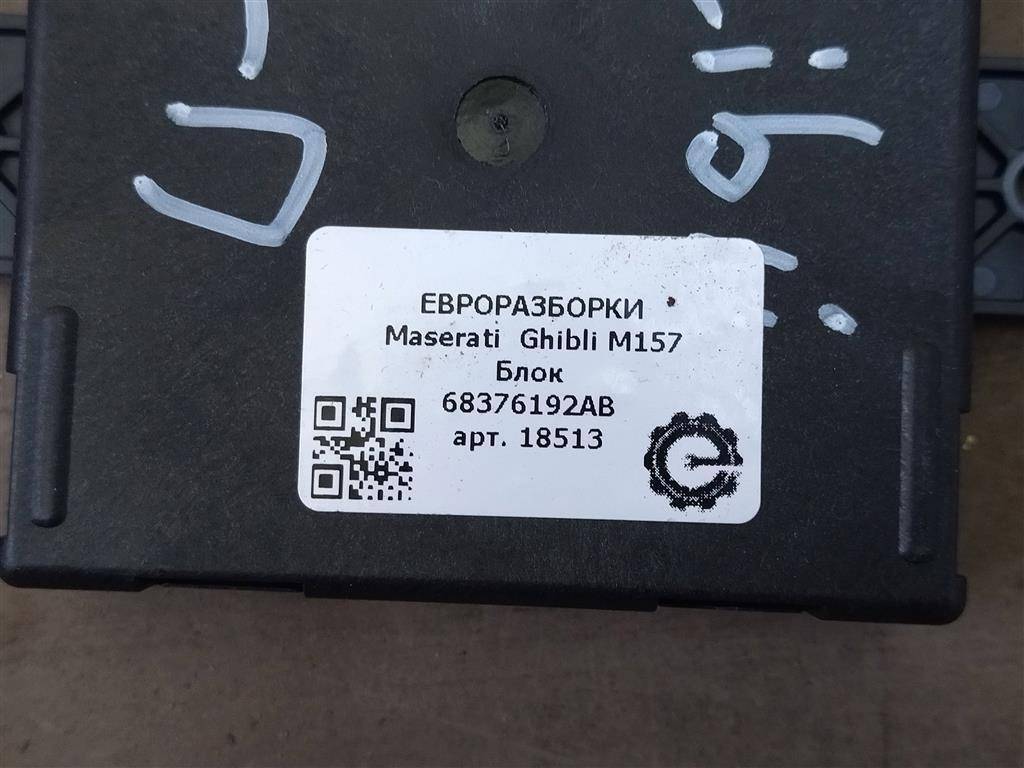 ЕВРОРАЗБОРКИ
Maserati Ghibli M157
Блок
68376192AB
арт. 18513